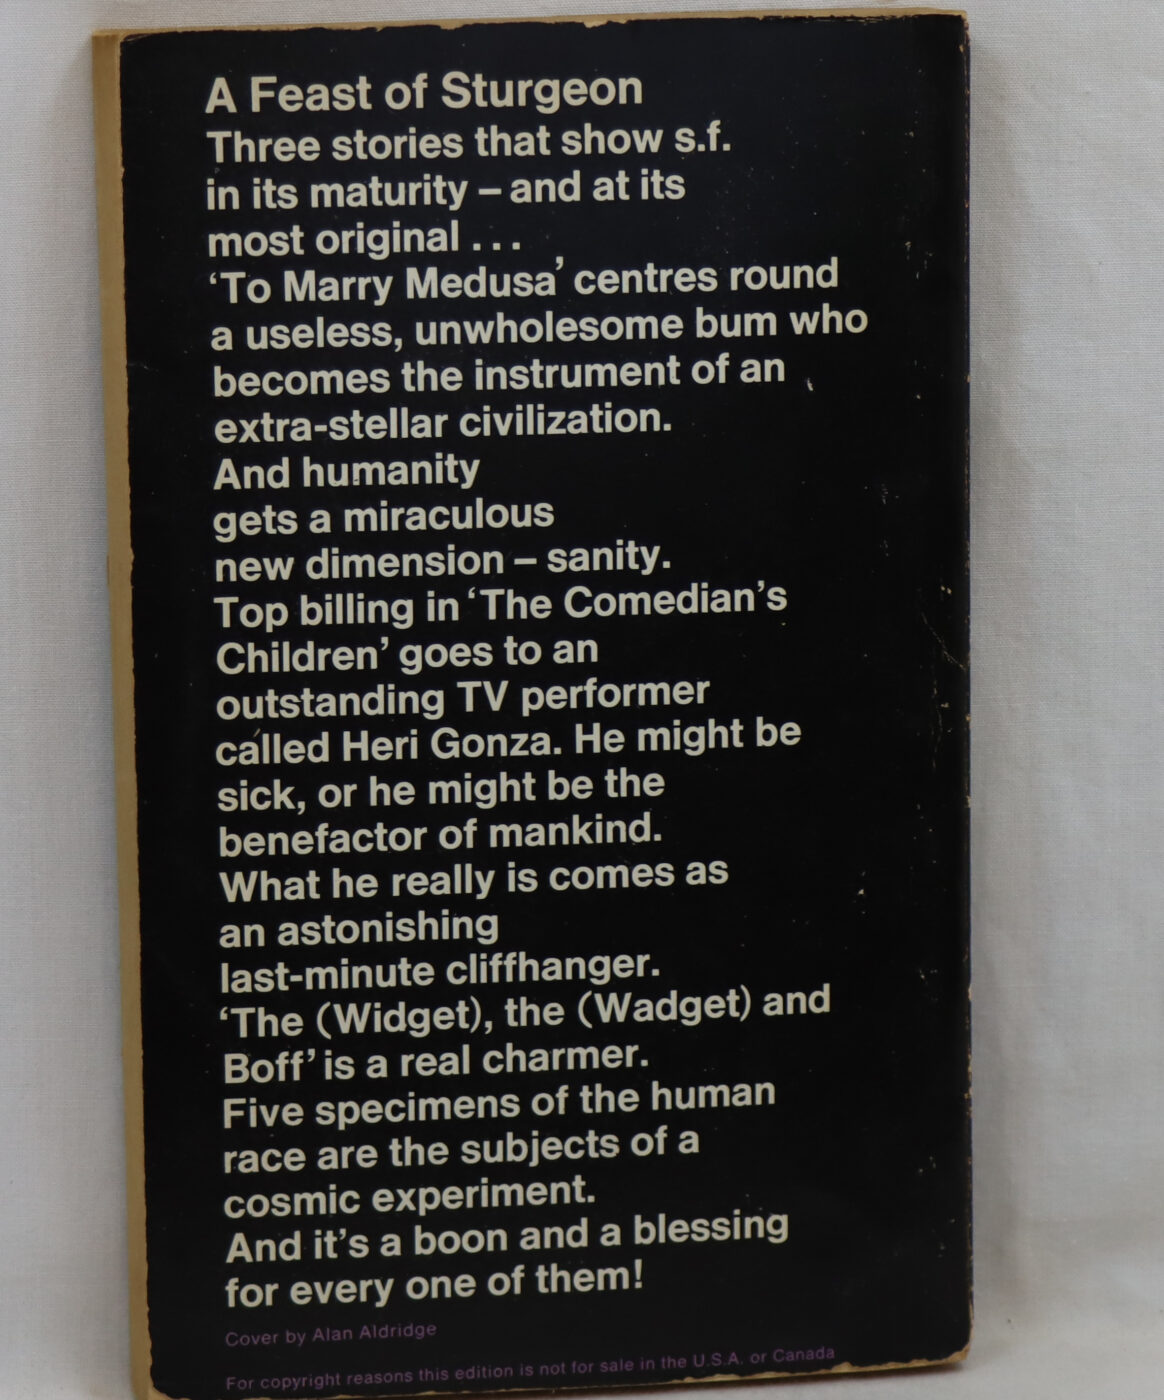 A Feast of Sturgeon
Three stories that show s.f.
in its maturity – and at its
most original . . .
‘To Marry Medusa’ centres round
a useless, unwholesome bum who
becomes the instrument of an
extra-stellar civilization.
And humanity
gets a miraculous
new dimension – sanity.
Top billing in ‘The Comedian’s
Children’ goes to an
outstanding TV performer
called Heri Gonza. He might be
sick, or he might be the
benefactor of mankind.
What he really is comes as
an astonishing
last-minute cliffhanger.
‘The (Widget), the (Wadget) and
Boff’ is a real charmer.
Five specimens of the human
race are the subjects of a
cosmic experiment.
And it’s a boon and a blessing
for every one of them!
Cover by Alan Aldridge
For copyright reasons this edition is not for sale in the U.S.A. or Canada